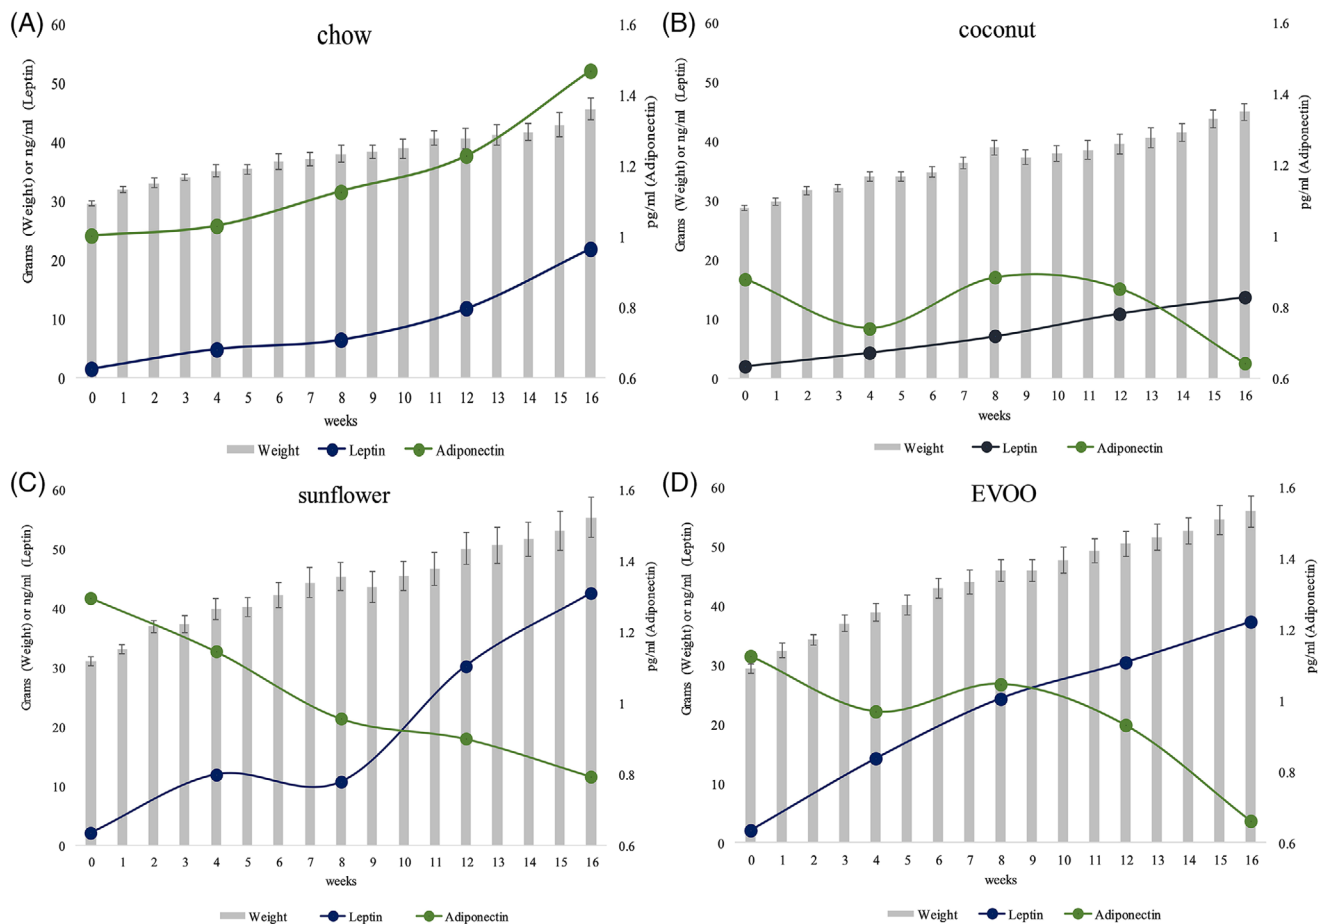 (A)
chow
Grams (Weight) or ng/ml (Leptin)
60
50
40
30
20
10
0
1.6
1.4
1.2
1
0.8
0.6
pg/ml (Adiponectin)
0 1 2 3 4 5 6 7 8 9 10 11 12 13 14 15 16
weeks
Weight Leptin Adiponectin
(B)
coconut
Grams (Weight) or ng/ml (Leptin)
60
50
40
30
20
10
0
1.6
1.4
1.2
1
0.8
0.6
pg/ml (Adiponectin)
0 1 2 3 4 5 6 7 8 9 10 11 12 13 14 15 16
weeks
Weight Leptin Adiponectin
(C)
sunflower
Grams (Weight) or ng/ml (Leptin)
60
50
40
30
20
10
0
1.6
1.4
1.2
1
0.8
0.6
pg/ml (Adiponectin)
0 1 2 3 4 5 6 7 8 9 10 11 12 13 14 15 16
weeks
Weight Leptin Adiponectin
(D)
EVOO
Grams (Weight) or ng/ml (Leptin)
60
50
40
30
20
10
0
1.6
1.4
1.2
1
0.8
0.6
pg/ml (Adiponectin)
0 1 2 3 4 5 6 7 8 9 10 11 12 13 14 15 16
weeks
Weight Leptin Adiponectin